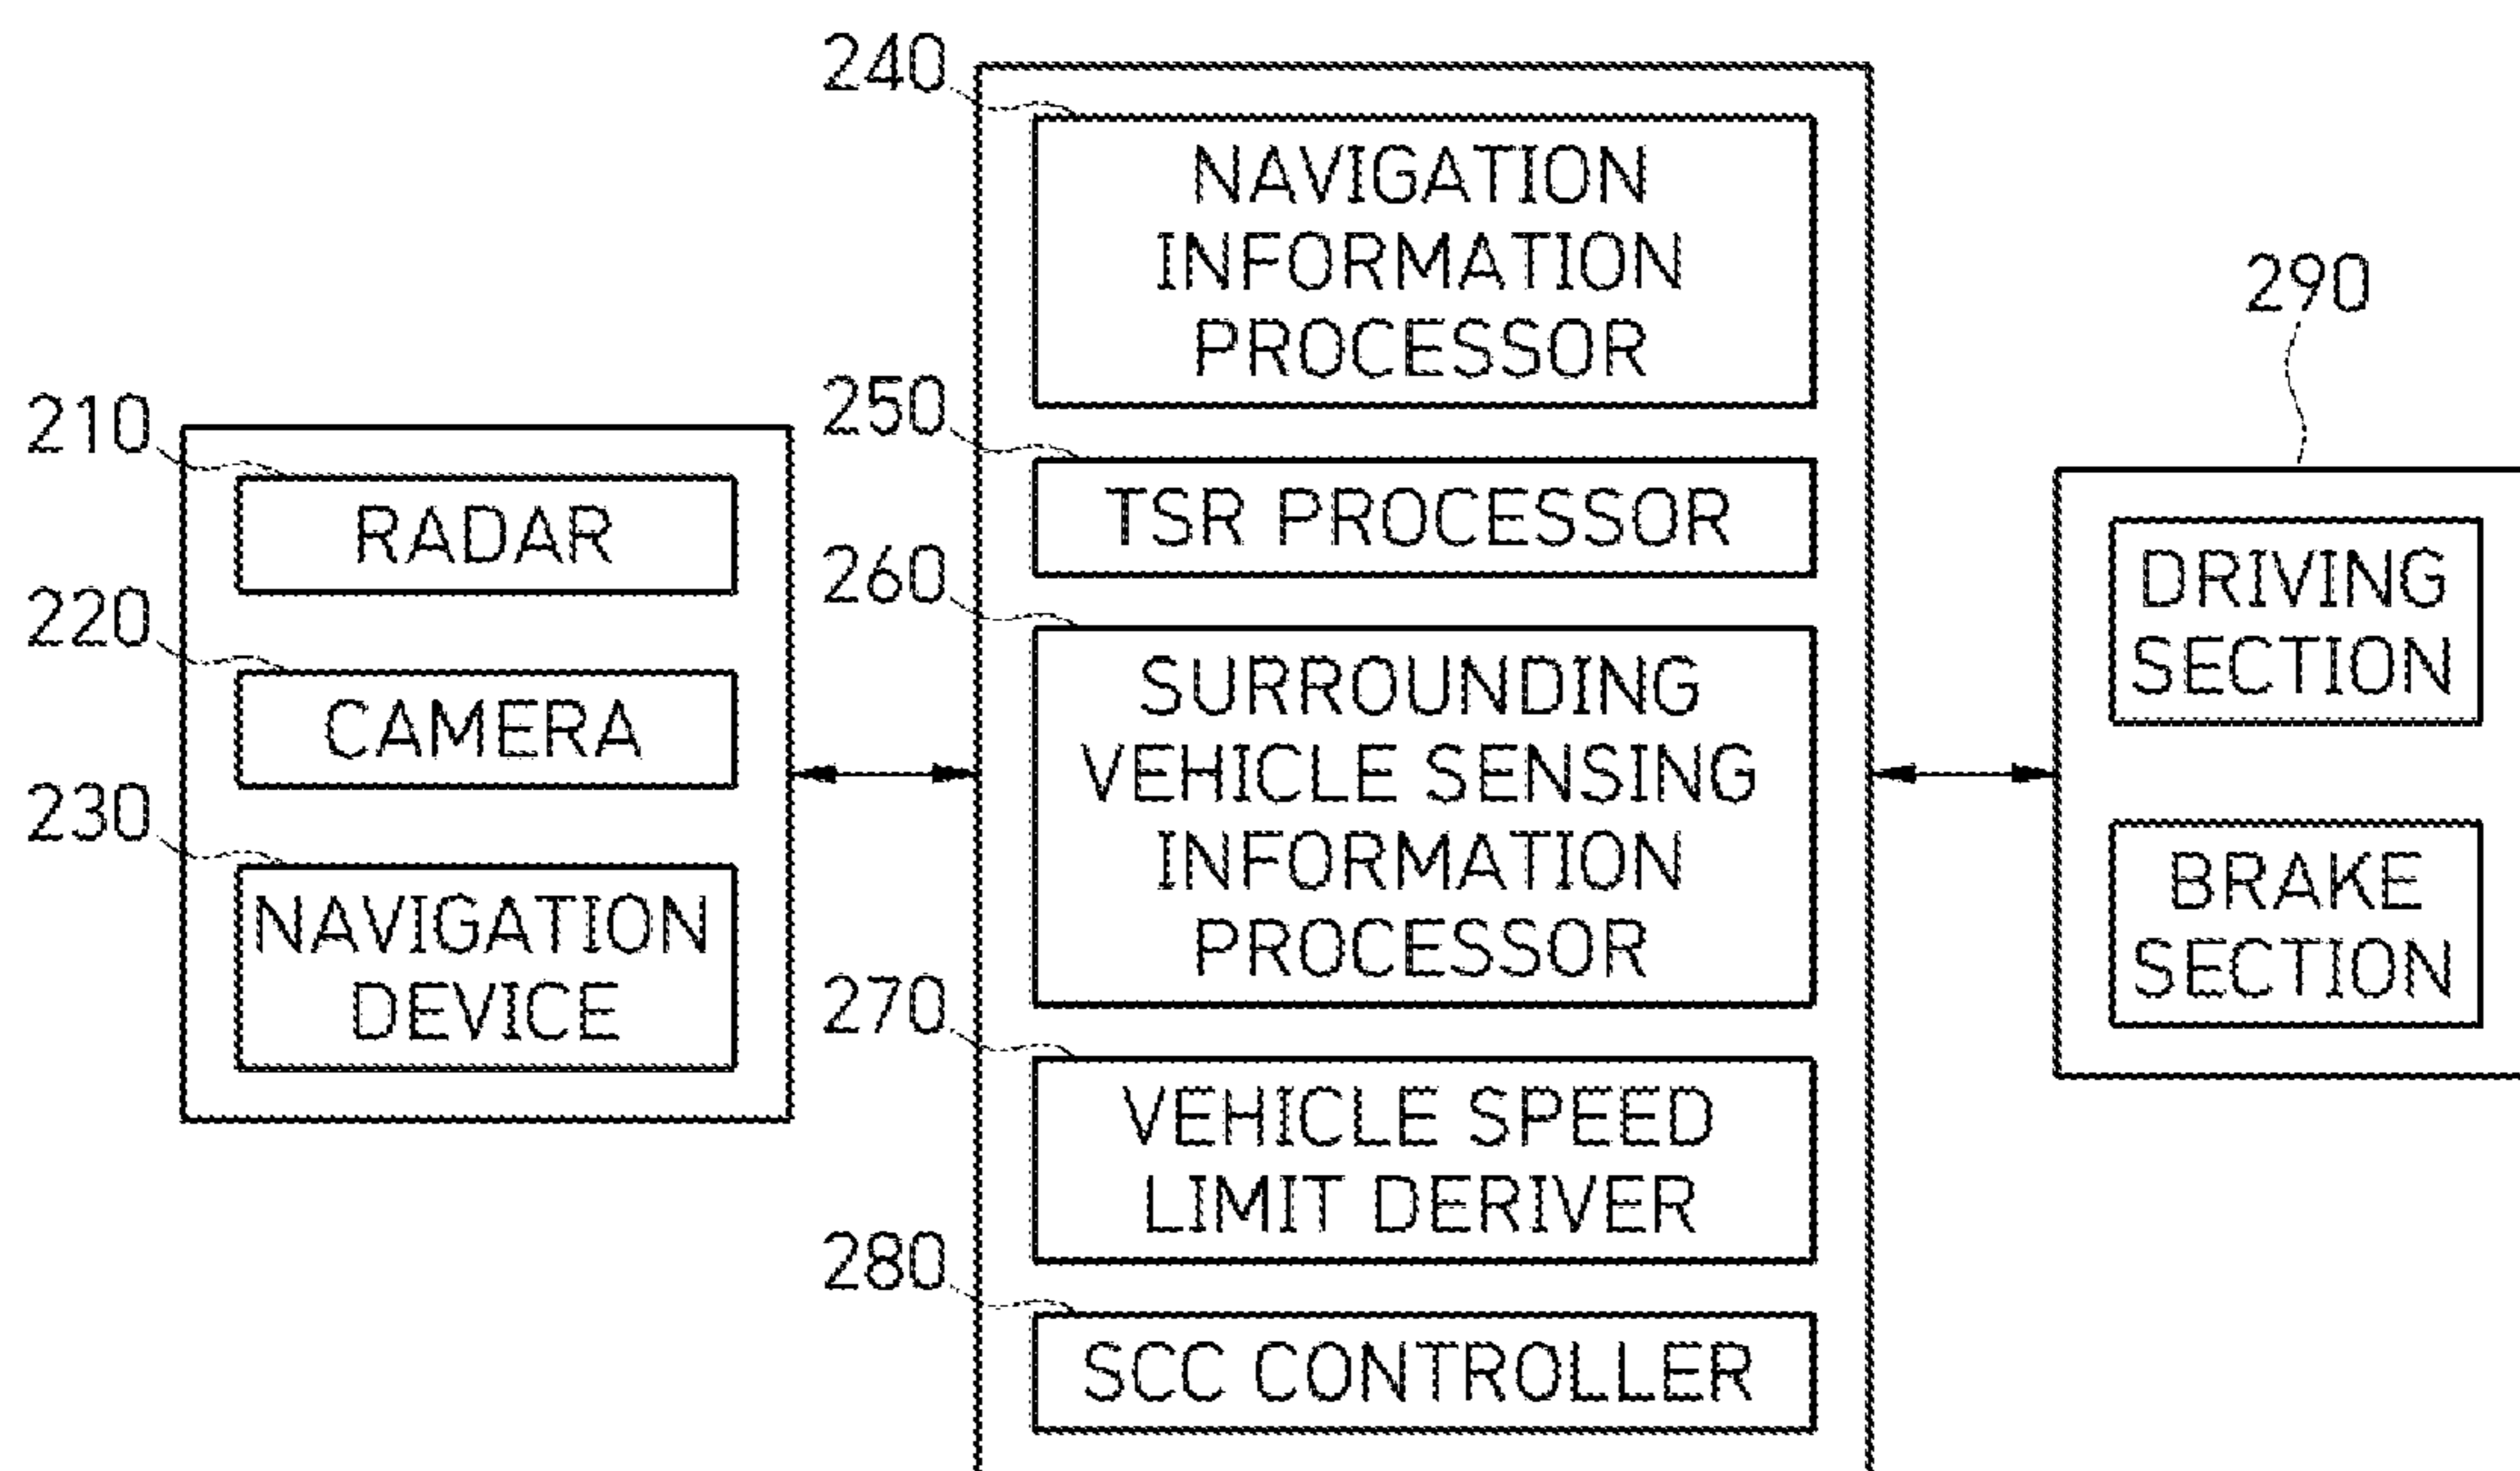 210
RADAR
220
CAMERA
230
NAVIGATION
DEVICE
240
NAVIGATION
INFORMATION
PROCESSOR
250
TSR PROCESSOR
260
SURROUNDING
VEHICLE SENSING
INFORMATION
PROCESSOR
270
VEHICLE SPEED
LIMIT DERIVER
280
SCC CONTROLLER
290
DRIVING
SECTION
BRAKE
SECTION